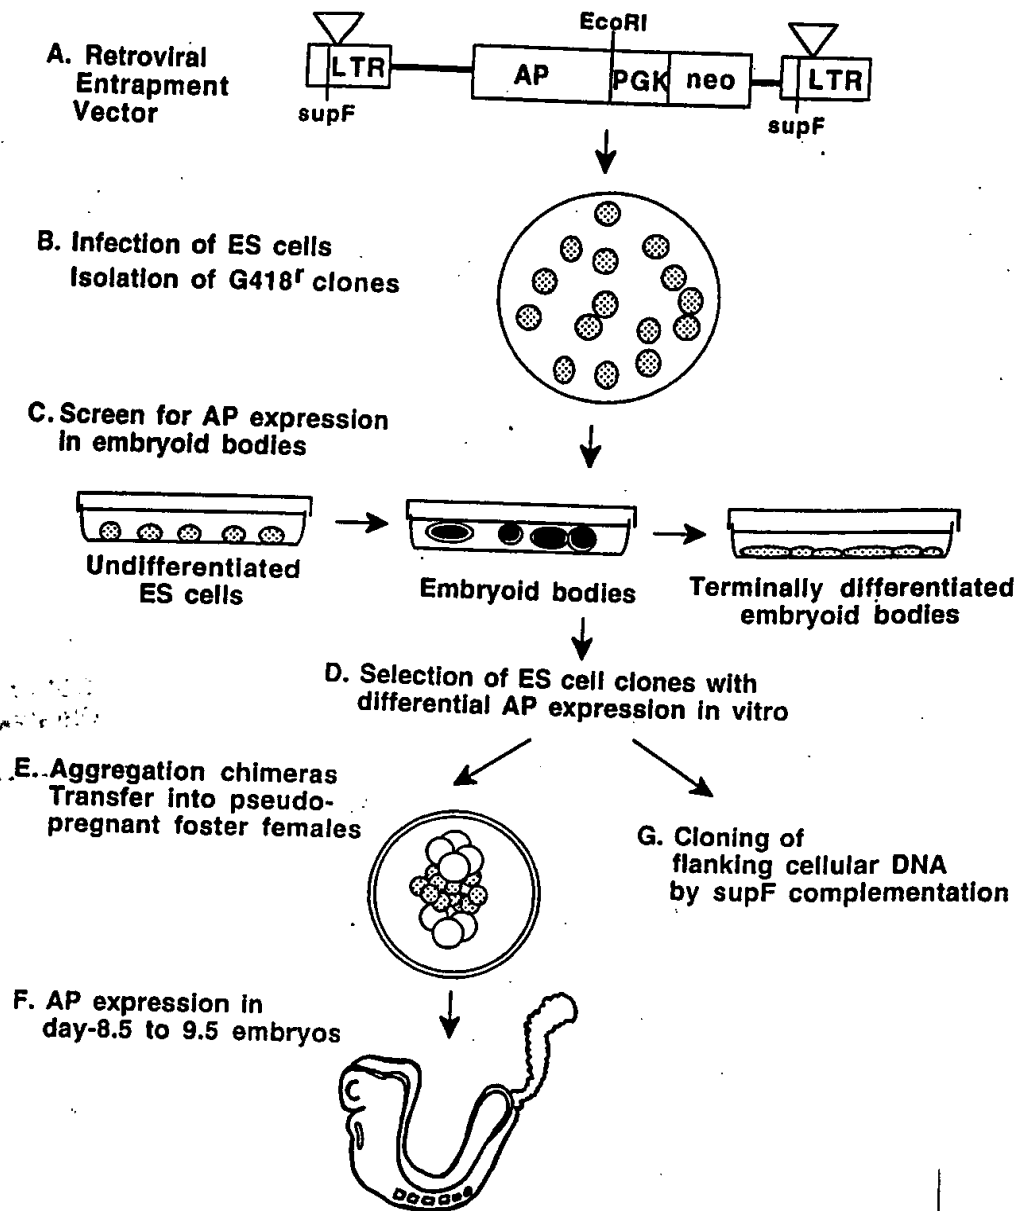 A. Retroviral
Entrapment
Vector
EcoRI
LTR
AP
PGK
neo
LTR
supF
supF
B. Infection of ES cells
Isolation of G418r clones
C. Screen for AP expression
in embryoid bodies
Undifferentiated
ES cells
Embryoid bodies
Terminally differentiated
embryoid bodies
D. Selection of ES cell clones with
differential AP expression in vitro
E. Aggregation chimeras
Transfer into pseudo-
pregnant foster females
G. Cloning of
flanking cellular DNA
by supF complementation
F. AP expression in
day-8.5 to 9.5 embryos